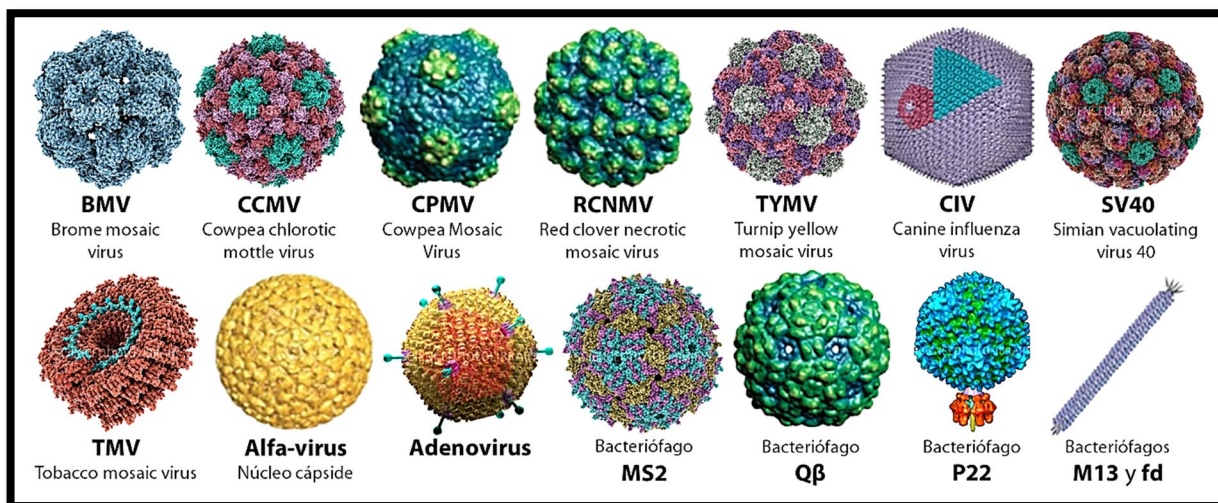 BMV
Brome mosaic
virus
CCMV
Cowpea chlorotic
mottle virus
CPMV
Cowpea Mosaic
Virus
RCNMV
Red clover necrotic
mosaic virus
TYMV
Turnip yellow
mosaic virus
CIV
Canine influenza
virus
SV40
Simian vacuolating
virus 40
TMV
Tobacco mosaic virus
Alfa-virus
Núcleo cápside
Adenovirus
Bacteriófago
MS2
Bacteriófago
Qβ
Bacteriófago
P22
Bacteriófagos
M13 y fd